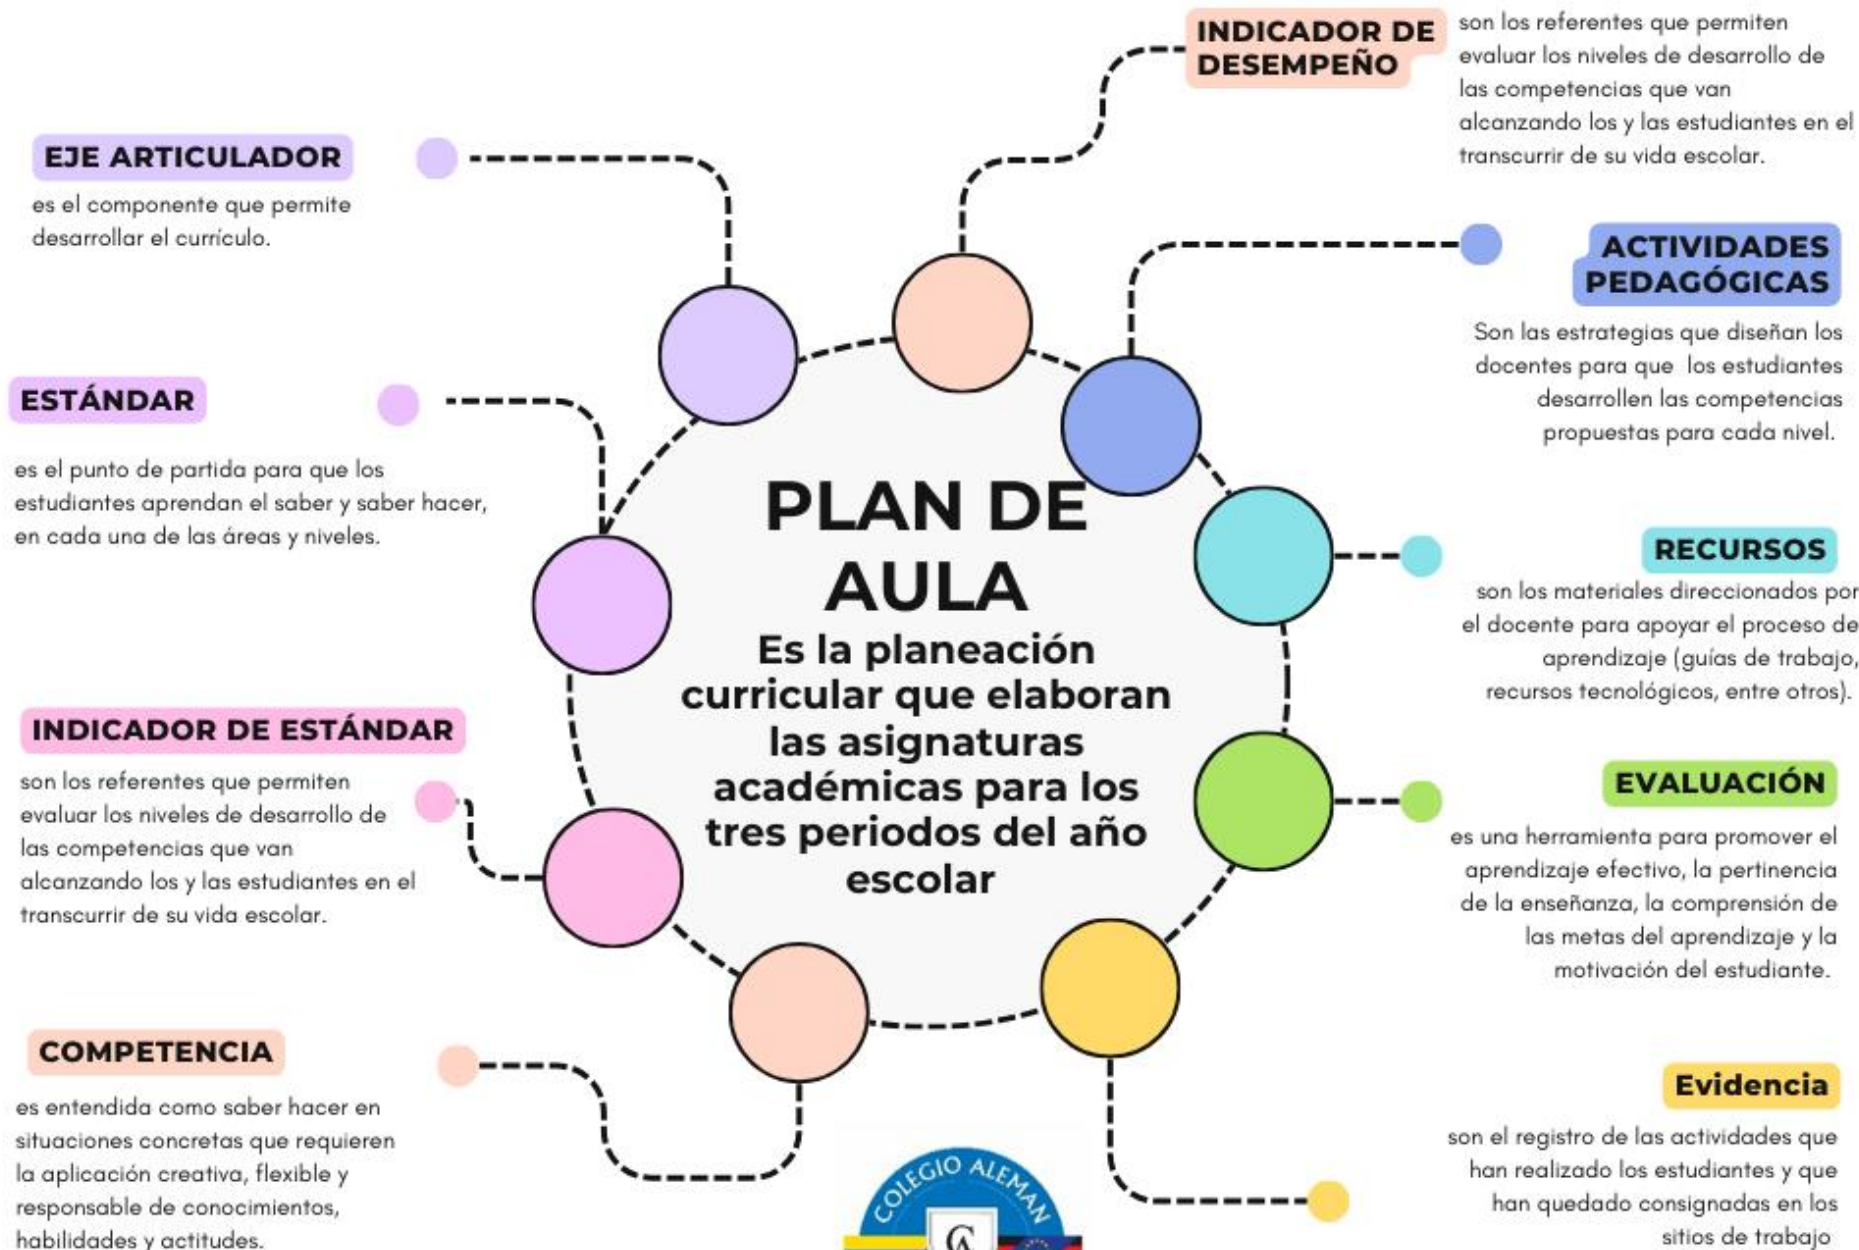 INDICADOR DE
DESEMPEÑO
son los referentes que permiten
evaluar los niveles de desarrollo de
las competencias que van
alcanzando los y las estudiantes en el
transcurrir de su vida escolar.
EJE ARTICULADOR
es el componente que permite
desarrollar el currículo.
ACTIVIDADES
PEDAGÓGICAS
Son las estrategias que diseñan los
docentes para que los estudiantes
desarrollen las competencias
propuestas para cada nivel.
ESTÁNDAR
es el punto de partida para que los
estudiantes aprendan el saber y saber hacer,
en cada una de las áreas y niveles.
PLAN DE
AULA
Es la planeación
curricular que elaboran
las asignaturas
académicas para los
tres periodos del año
escolar
RECURSOS
son los materiales direccionados por
el docente para apoyar el proceso de
aprendizaje (guías de trabajo,
recursos tecnológicos, entre otros).
INDICADOR DE ESTÁNDAR
son los referentes que permiten
evaluar los niveles de desarrollo de
las competencias que van
alcanzando los y las estudiantes en el
transcurrir de su vida escolar.
EVALUACIÓN
es una herramienta para promover el
aprendizaje efectivo, la pertinencia
de la enseñanza, la comprensión de
las metas del aprendizaje y la
motivación del estudiante.
COMPETENCIA
es entendida como saber hacer en
situaciones concretas que requieren
la aplicación creativa, flexible y
responsable de conocimientos,
habilidades y actitudes.
Evidencia
son el registro de las actividades que
han realizado los estudiantes y que
han quedado consignadas en los
sitios de trabajo
COLEGIO ALEMAN
CA